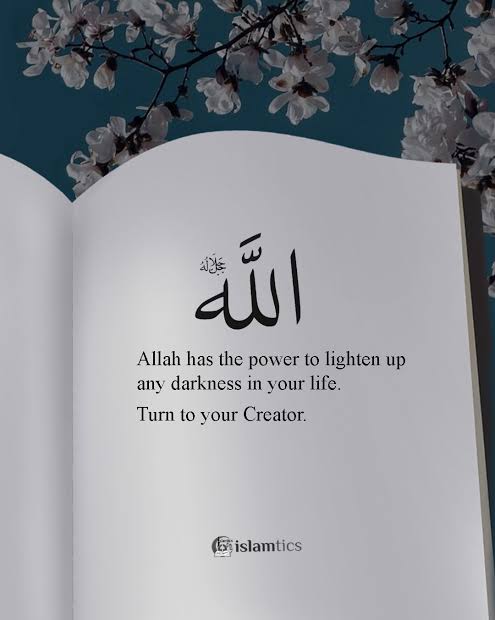 الله
جل جلاله
Allah has the power to lighten up
any darkness in your life.
Turn to your Creator.
islamtics